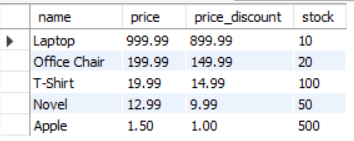 name price price_discount stock
Laptop 999.99 899.99 10
Office Chair 199.99 149.99 20
T-Shirt 19.99 14.99 100
Novel 12.99 9.99 50
Apple 1.50 1.00 500